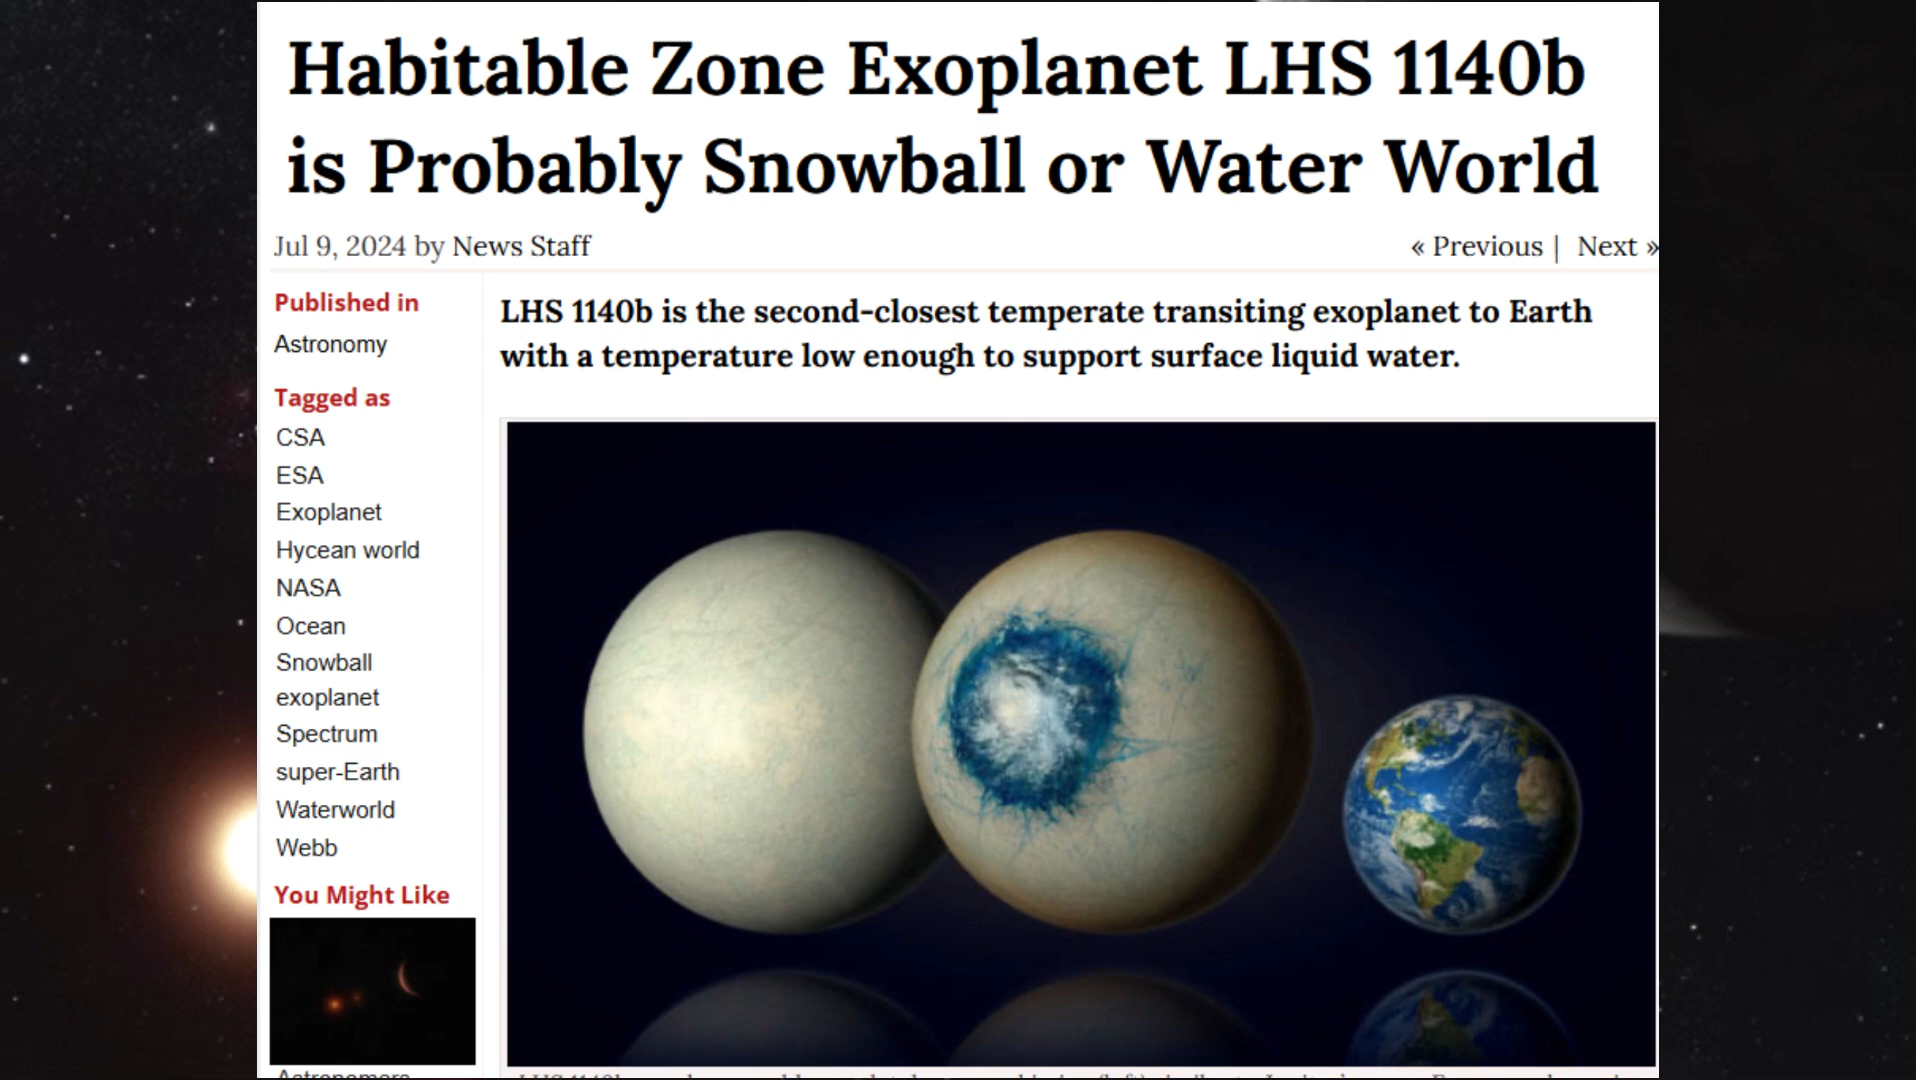 Habitable Zone Exoplanet LHS 1140b
is Probably Snowball or Water World
Jul 9, 2024 by News Staff
« Previous | Next »
Published in
Astronomy
Tagged as
CSA
ESA
Exoplanet
Hycean world
NASA
Ocean
Snowball
exoplanet
Spectrum
super-Earth
Waterworld
Webb
You Might Like
Astronomers
LHS 1140b is the second-closest temperate transiting exoplanet to Earth
with a temperature low enough to support surface liquid water.